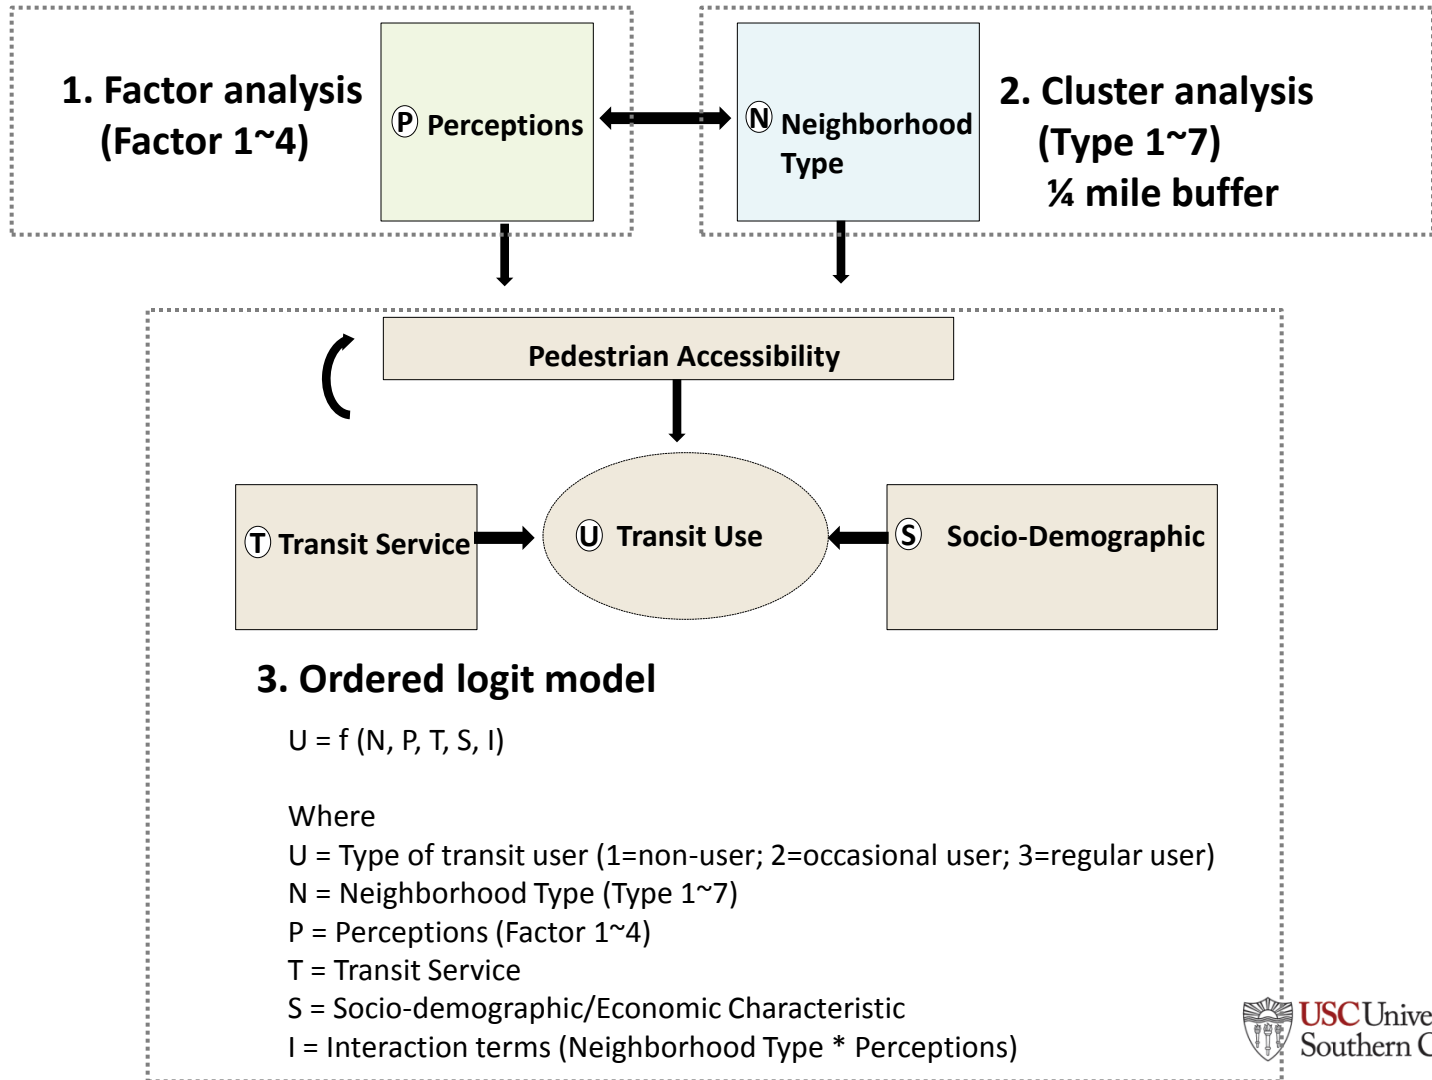 1. Factor analysis
(Factor 1~4)
P Perceptions
N Neighborhood
Type
2. Cluster analysis
(Type 1~7)
¼ mile buffer
Pedestrian Accessibility
T Transit Service
U Transit Use
S Socio-Demographic
3. Ordered logit model
U = f (N, P, T, S, I)
Where
U = Type of transit user (1=non-user; 2=occasional user; 3=regular user)
N = Neighborhood Type (Type 1~7)
P = Perceptions (Factor 1~4)
T = Transit Service
S = Socio-demographic/Economic Characteristic
I = Interaction terms (Neighborhood Type * Perceptions)
USC Unive
Southern C